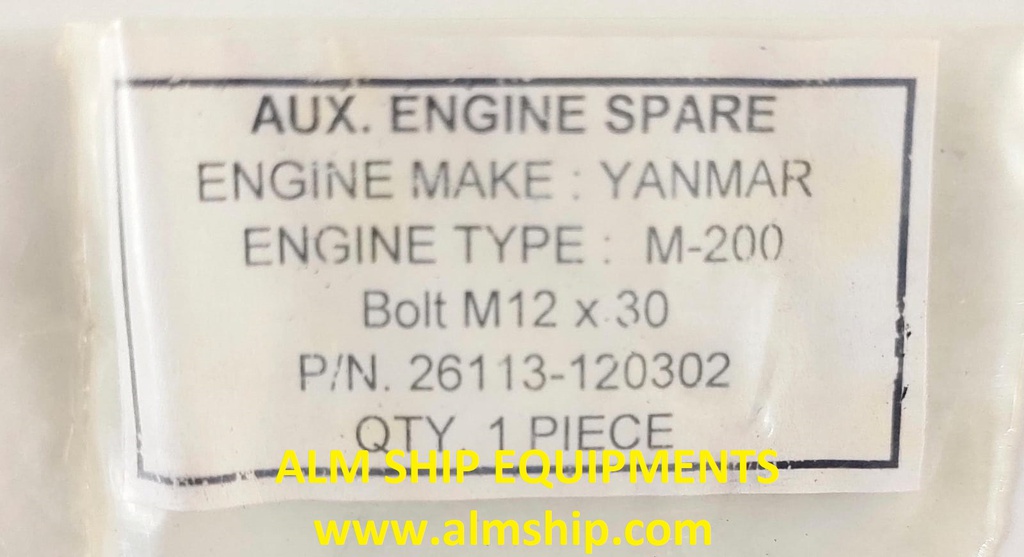 AUX. ENGINE SPARE
ENGINE MAKE : YANMAR
ENGINE TYPE : M-200
Bolt M12 x 30
P/N. 26113-120302
QTY. 1 PIECE
ALM SHIP EQUIPMENTS
www.almship.com